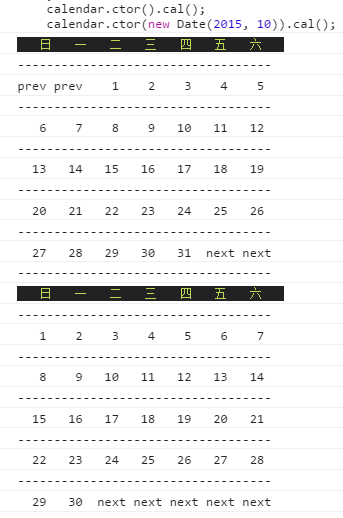 calendar.ctor().cal();
calendar.ctor(new Date(2015, 10)).cal();
日 一 二 三 四 五 六
-----------------------------------
prev prev 1 2 3 4 5
-----------------------------------
6 7 8 9 10 11 12
-----------------------------------
13 14 15 16 17 18 19
-----------------------------------
20 21 22 23 24 25 26
-----------------------------------
27 28 29 30 31 next next
-----------------------------------
日 一 二 三 四 五 六
-----------------------------------
1 2 3 4 5 6 7
-----------------------------------
8 9 10 11 12 13 14
-----------------------------------
15 16 17 18 19 20 21
-----------------------------------
22 23 24 25 26 27 28
-----------------------------------
29 30 next next next next next